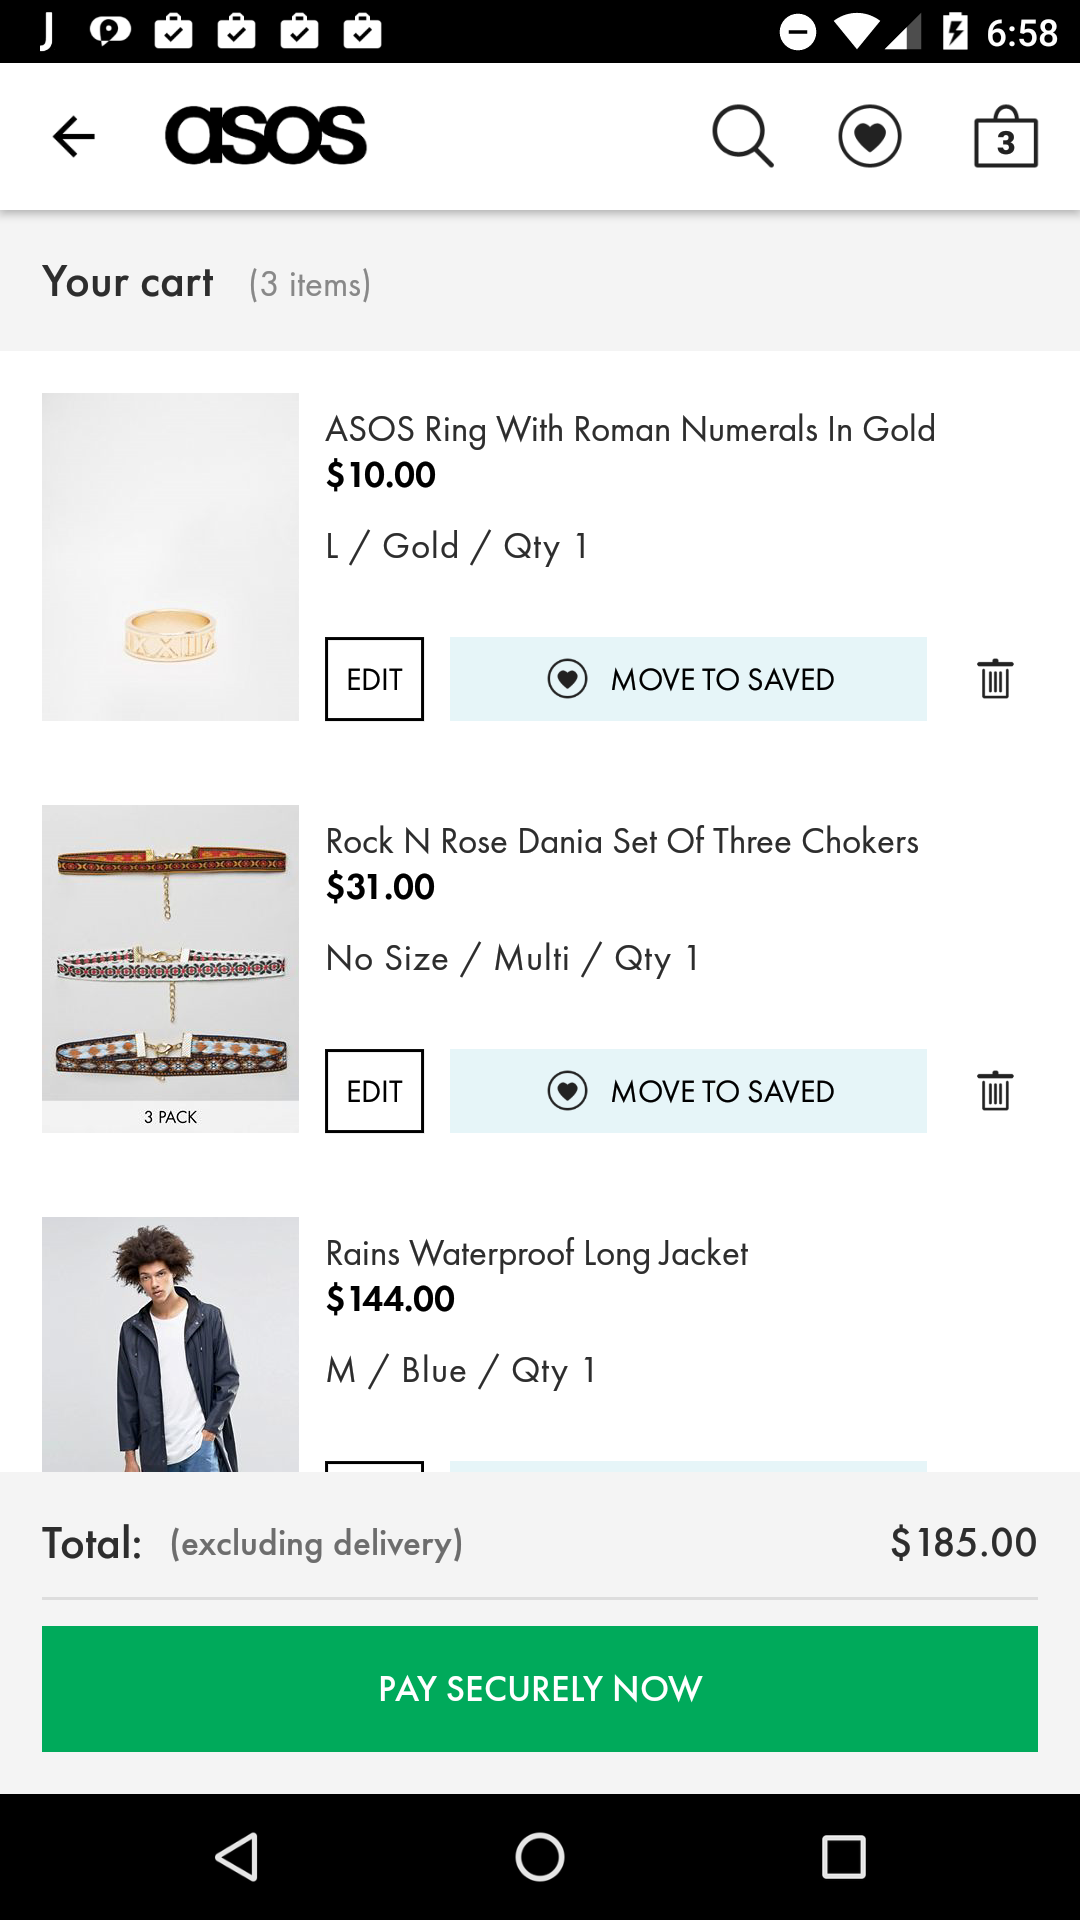 J
6:58
asos
3
Your cart (3 items)
ASOS Ring With Roman Numerals In Gold
$10.00
L / Gold / Qty 1
EDIT
MOVE TO SAVED
Rock N Rose Dania Set Of Three Chokers
$31.00
No Size / Multi / Qty 1
3 PACK
EDIT
MOVE TO SAVED
Rains Waterproof Long Jacket
$144.00
M / Blue / Qty 1
Total: (excluding delivery) $185.00
PAY SECURELY NOW